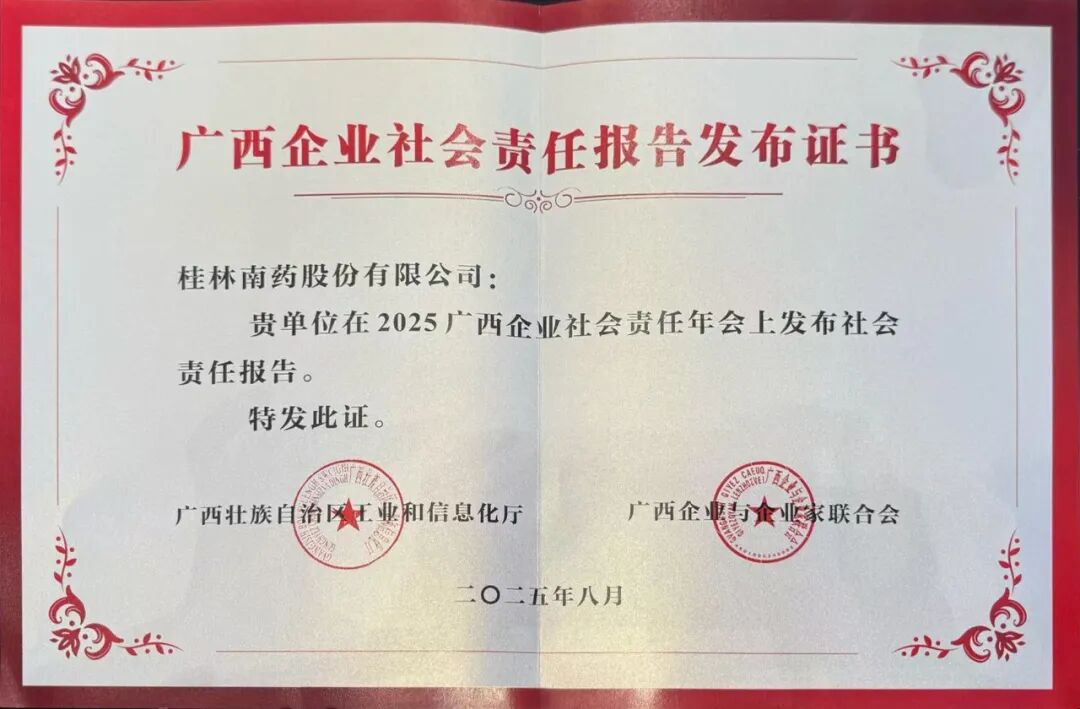 广西企业社会责任报告发布证书
桂林南药股份有限公司：
贵单位在2025广西企业社会责任年会上发布社会
责任报告。
特发此证。
广西壮族自治区工业和信息化厅
广西企业与企业家联合会
二〇二五年八月